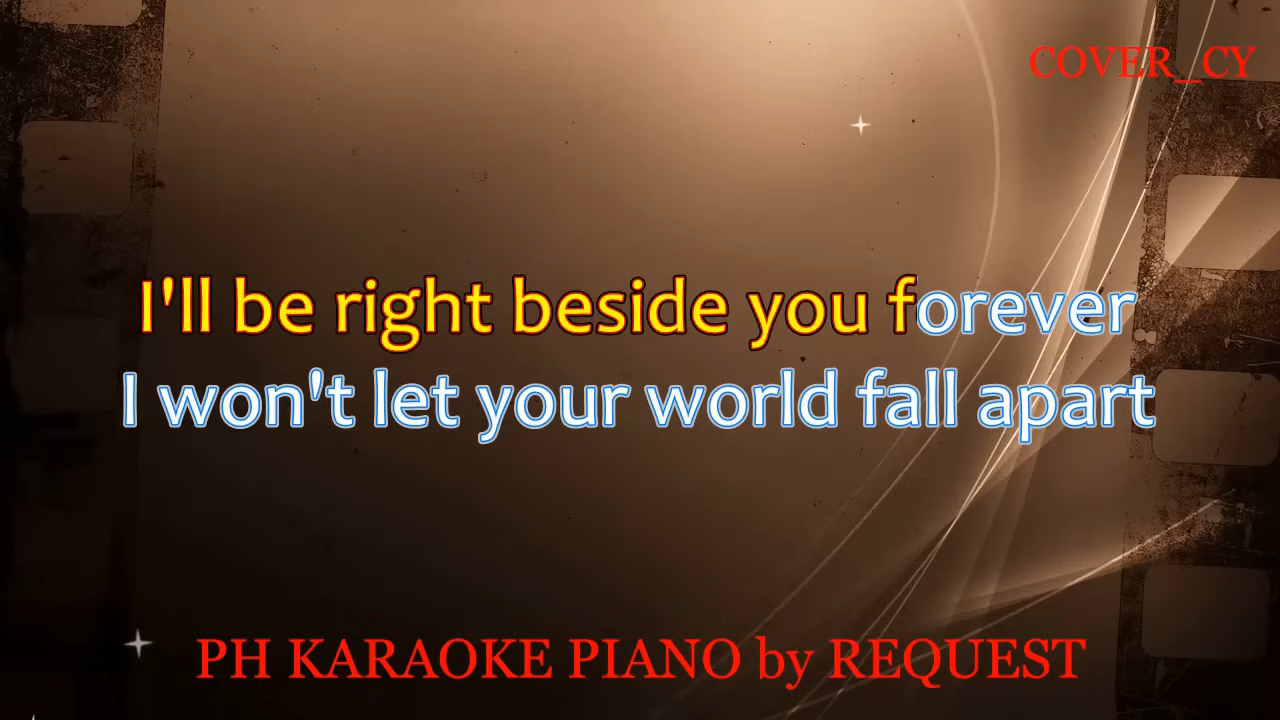 COVER_CY
I'll be right beside you forever
I won't let your world fall apart
PH KARAOKE PIANO by REQUEST